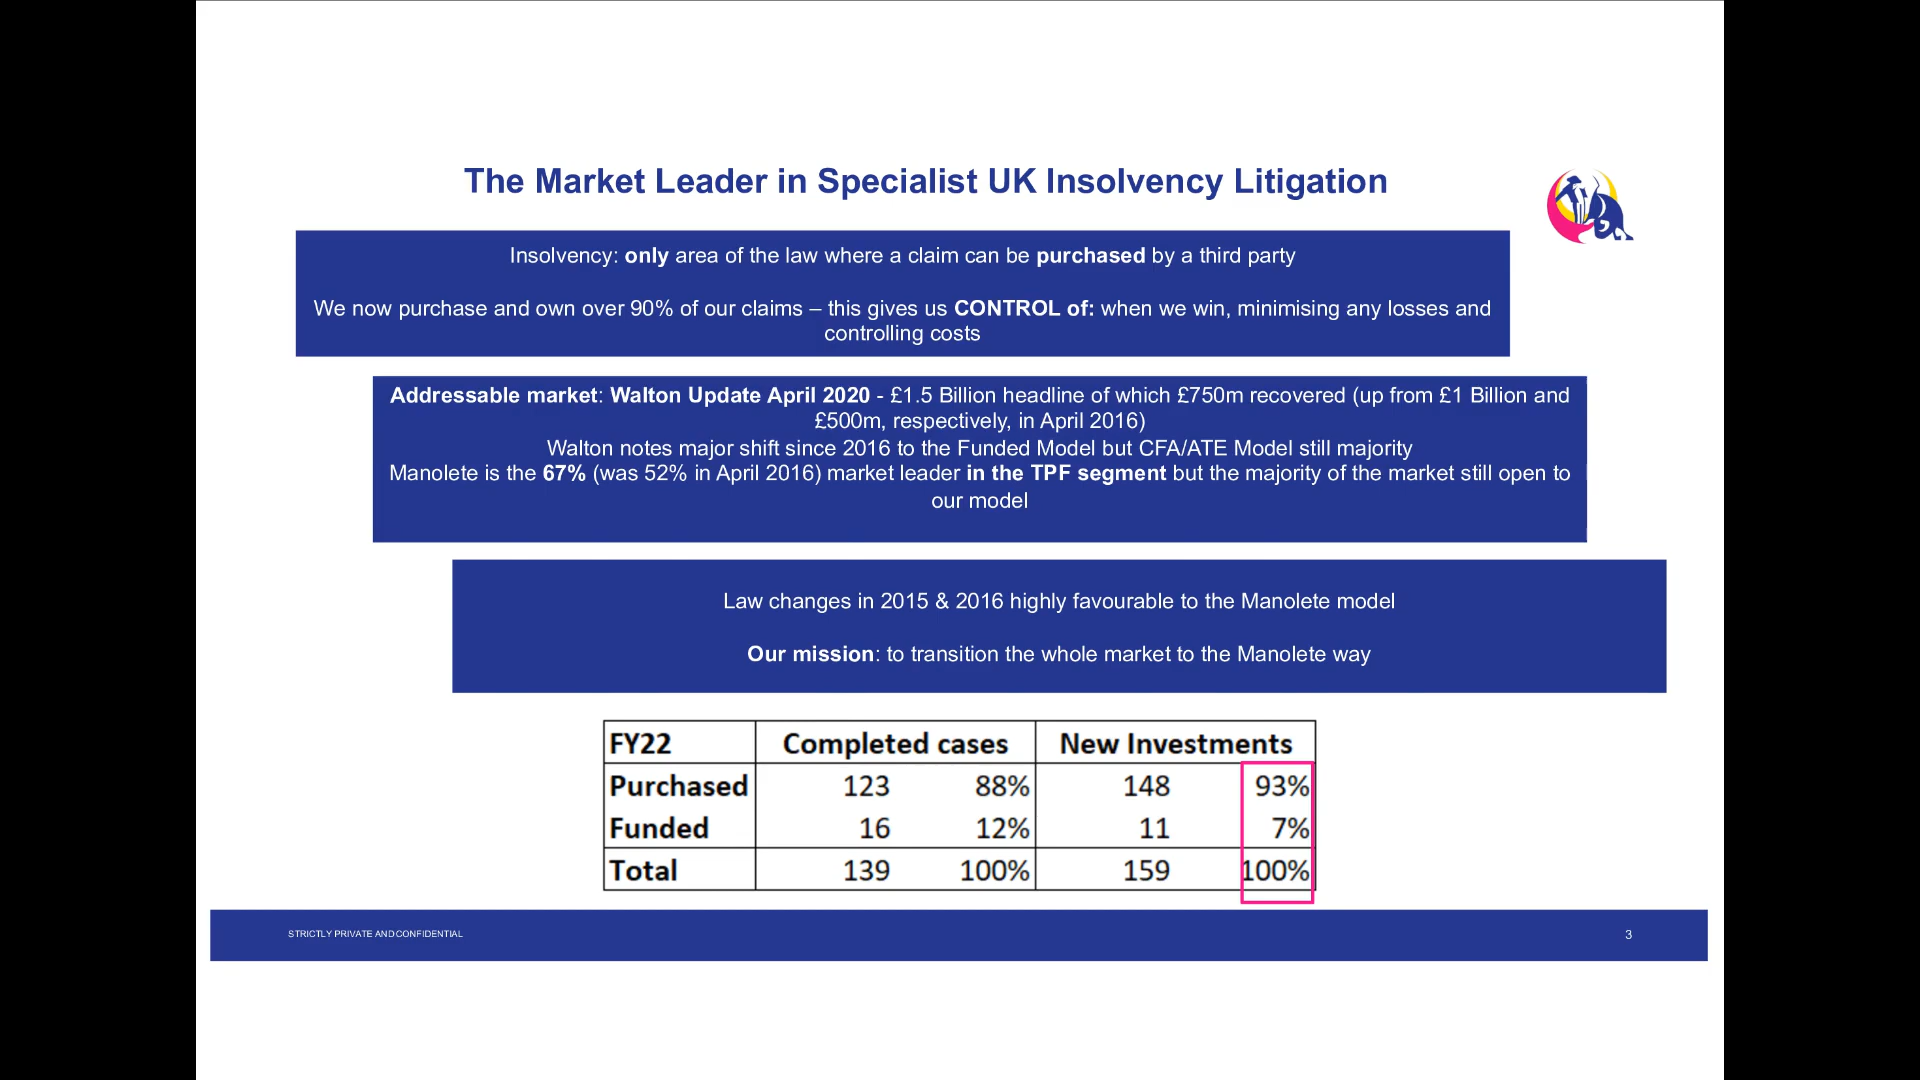 The Market Leader in Specialist UK Insolvency Litigation
Insolvency: only area of the law where a claim can be purchased by a third party
We now purchase and own over 90% of our claims – this gives us CONTROL of: when we win, minimising any losses and
controlling costs
Addressable market: Walton Update April 2020 - £1.5 Billion headline of which £750m recovered (up from £1 Billion and
£500m, respectively, in April 2016)
Walton notes major shift since 2016 to the Funded Model but CFA/ATE Model still majority
Manolete is the 67% (was 52% in April 2016) market leader in the TPF segment but the majority of the market still open to
our model
Law changes in 2015 & 2016 highly favourable to the Manolete model
Our mission: to transition the whole market to the Manolete way
FY22 Completed cases New Investments
Purchased 123 88% 148 93%
Funded 16 12% 11 7%
Total 139 100% 159 100%
STRICTLY PRIVATE AND CONFIDENTIAL 3